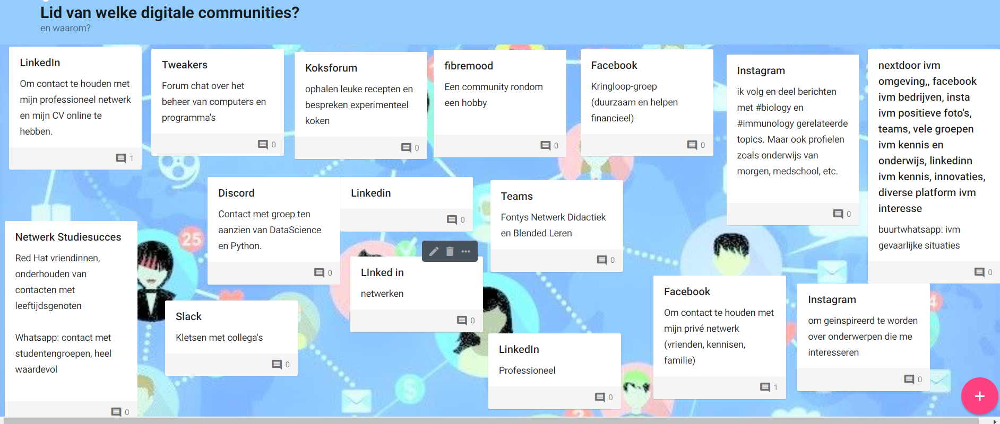 Lid van welke digitale communities?
en waarom?
LinkedIn
Om contact te houden met
mijn professioneel netwerk
en mijn CV online te
hebben.
1
Tweakers
Forum chat over het
beheer van computers en
programma's
0
Koksforum
ophalen leuke recepten en
bespreken experimenteel
koken
0
fibremood
Een community rondom
een hobby
0
Facebook
Kringloop-groep
(duurzaam en helpen
financieel)
0
Instagram
ik volg en deel berichten
met #biology en
#immunology gerelateerde
topics. Maar ook profielen
zoals onderwijs van
morgen, medschool, etc.
0
nextdoor ivm
omgeving,, facebook
ivm bedrijven, insta
ivm positieve foto's,
teams, vele groepen
ivm kennis en
onderwijs, linkedinn
ivm kennis, innovaties,
diverse platform ivm
interesse
buurtwhatsapp: ivm
gevaarlijke situaties
0
Discord
Contact met groep ten
aanzien van DataScience
en Python.
0
Linkedin
0
Teams
Fontys Netwerk Didactiek
en Blended Leren
0
Netwerk Studiesucces
Red Hat vriendinnen,
onderhouden van
contacten met
leeftijdsgenoten
Whatsapp: contact met
studentengroepen, heel
waardevol
0
25
LInked in
netwerken
0
Slack
Kletsen met collega's
0
LinkedIn
Professioneel
0
Facebook
Om contact te houden met
mijn privé netwerk
(vrienden, kennisen,
familie)
1
Instagram
om geinspireerd te worden
over onderwerpen die me
interesseren
0
4
$
2
+